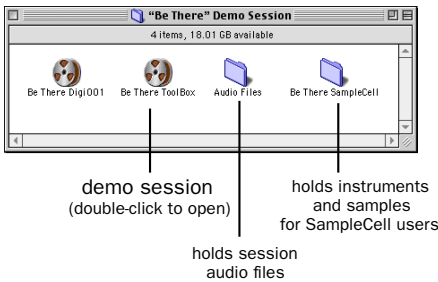 “Be There” Demo Session
4 items, 18.01 GB available
Be There Digi001 Be There ToolBox Audio Files Be There SampleCell
demo session
(double-click to open)
holds instruments
and samples
for SampleCell users
holds session
audio files